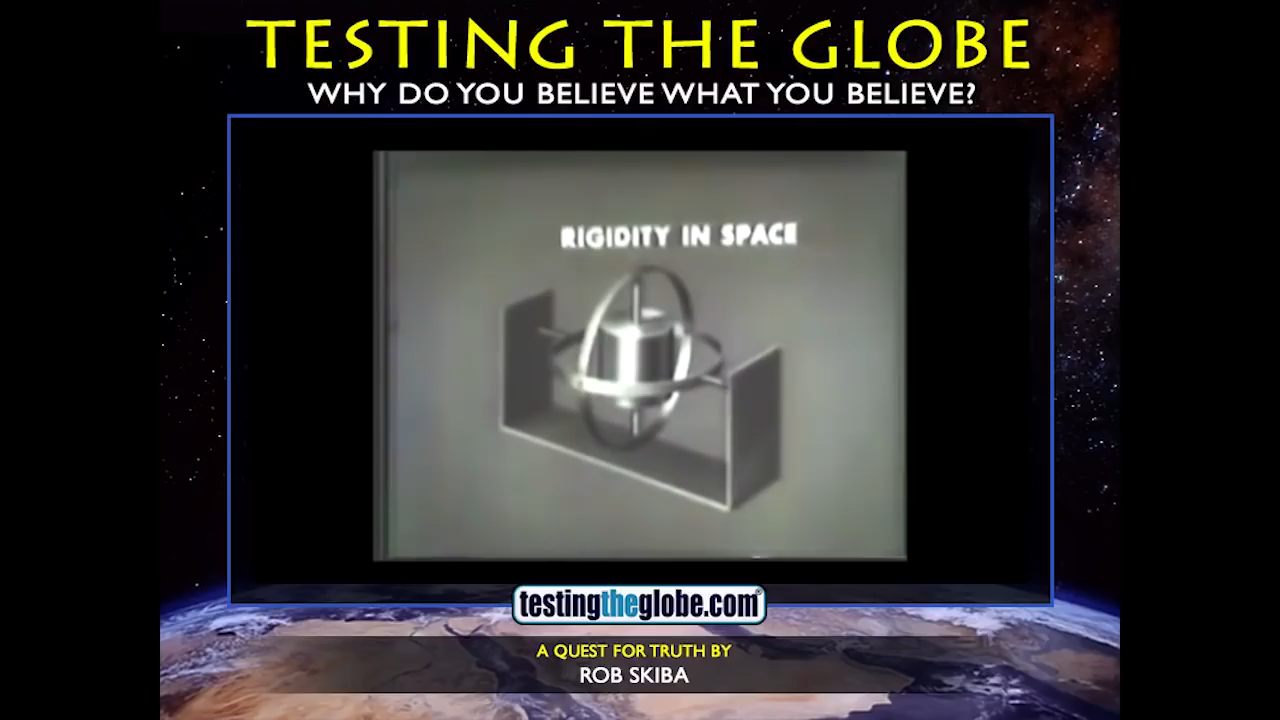 TESTING THE GLOBE
WHY DO YOU BELIEVE WHAT YOU BELIEVE?
RIGIDITY IN SPACE
testingtheglobe.com
A QUEST FOR TRUTH BY
ROB SKIBA